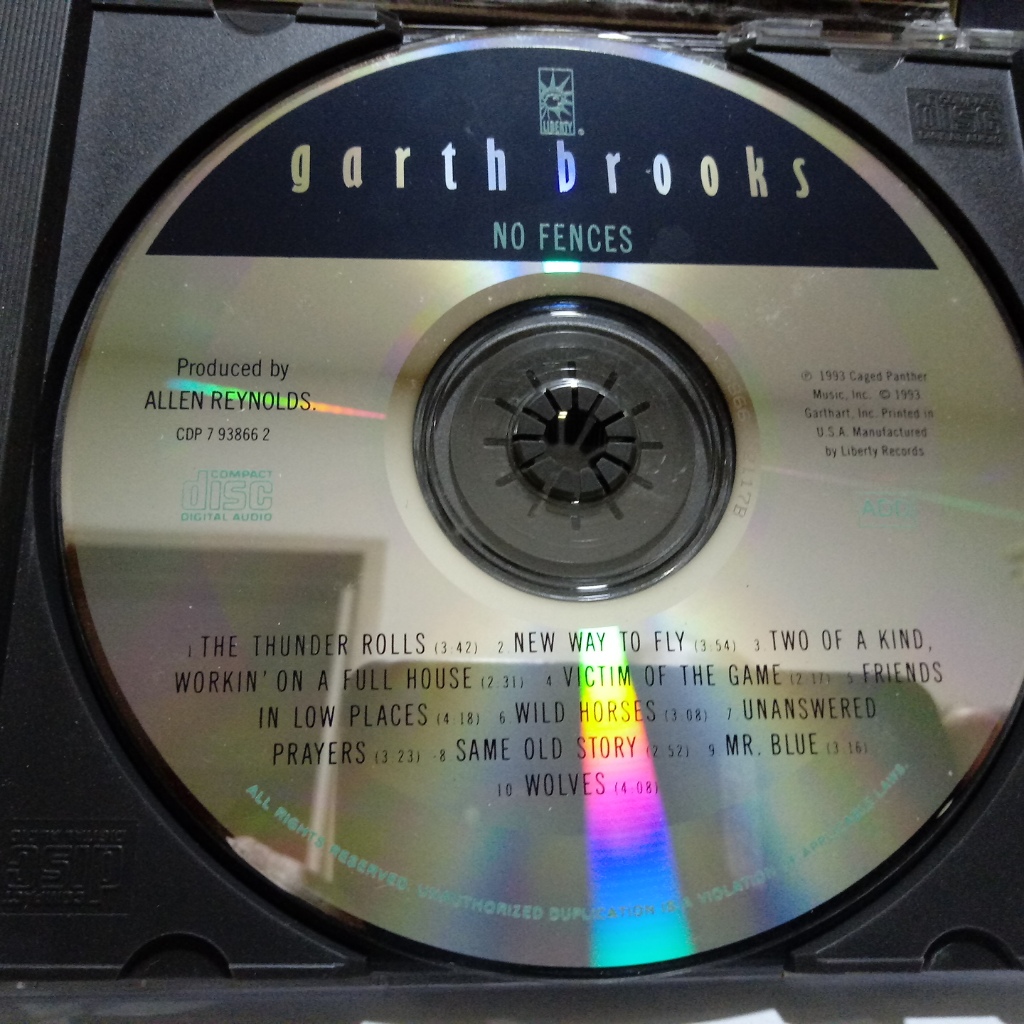 LIBERTY
garth brooks
NO FENCES
Produced by
ALLEN REYNOLDS.
CDP 7 93866 2
COMPACT
disc
DIGITAL AUDIO
℗ 1993 Caged Panther
Music, Inc. © 1993
Garthart, Inc. Printed in
U.S.A. Manufactured
by Liberty Records
1 THE THUNDER ROLLS (3:42) 2 NEW WAY TO FLY (3:54) 3 TWO OF A KIND,
WORKIN' ON A FULL HOUSE (2:31) 4 VICTIM OF THE GAME (2:17) 5 FRIENDS
IN LOW PLACES (4:18) 6 WILD HORSES (3:08) 7 UNANSWERED
PRAYERS (3:23) 8 SAME OLD STORY (2:52) 9 MR. BLUE (3:16)
10 WOLVES (4:08)
ALL RIGHTS RESERVED. UNAUTHORIZED DUPLICATION IS A VIOLATION OF APPLICABLE LAWS.